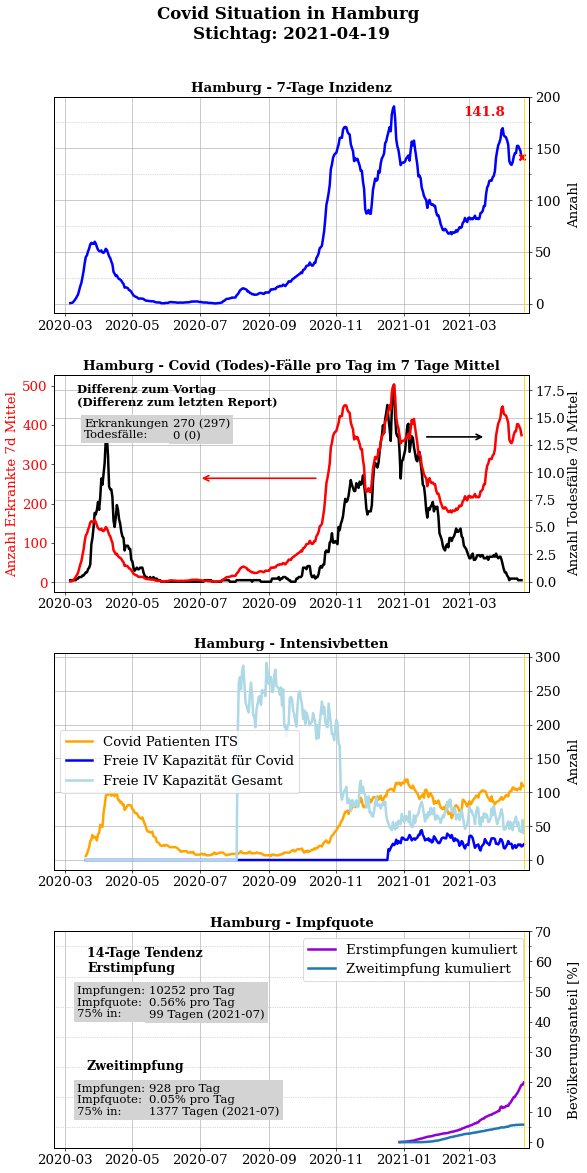 Covid Situation in Hamburg
Stichtag: 2021-04-19
Hamburg - 7-Tage Inzidenz
141.8
200
150
100
50
0
Anzahl
2020-03 2020-05 2020-07 2020-09 2020-11 2021-01 2021-03
Hamburg - Covid (Todes)-Fälle pro Tag im 7 Tage Mittel
Differenz zum Vortag
(Differenz zum letzten Report)
Erkrankungen 270 (297)
Todesfälle: 0 (0)
Anzahl Erkrankte 7d Mittel
500
400
300
200
100
0
17.5
15.0
12.5
10.0
7.5
5.0
2.5
0.0
Anzahl Todesfälle 7d Mittel
2020-03 2020-05 2020-07 2020-09 2020-11 2021-01 2021-03
Hamburg - Intensivbetten
Covid Patienten ITS
Freie IV Kapazität für Covid
Freie IV Kapazität Gesamt
300
250
200
150
100
50
0
Anzahl
2020-03 2020-05 2020-07 2020-09 2020-11 2021-01 2021-03
Hamburg - Impfquote
14-Tage Tendenz
Erstimpfung
Impfungen: 10252 pro Tag
Impfquote: 0.56% pro Tag
75% in: 99 Tagen (2021-07)
Zweitimpfung
Impfungen: 928 pro Tag
Impfquote: 0.05% pro Tag
75% in: 1377 Tagen (2021-07)
Erstimpfungen kumuliert
Zweitimpfung kumuliert
70
60
50
40
30
20
10
0
Bevölkerungsanteil [%]
2020-03 2020-05 2020-07 2020-09 2020-11 2021-01 2021-03